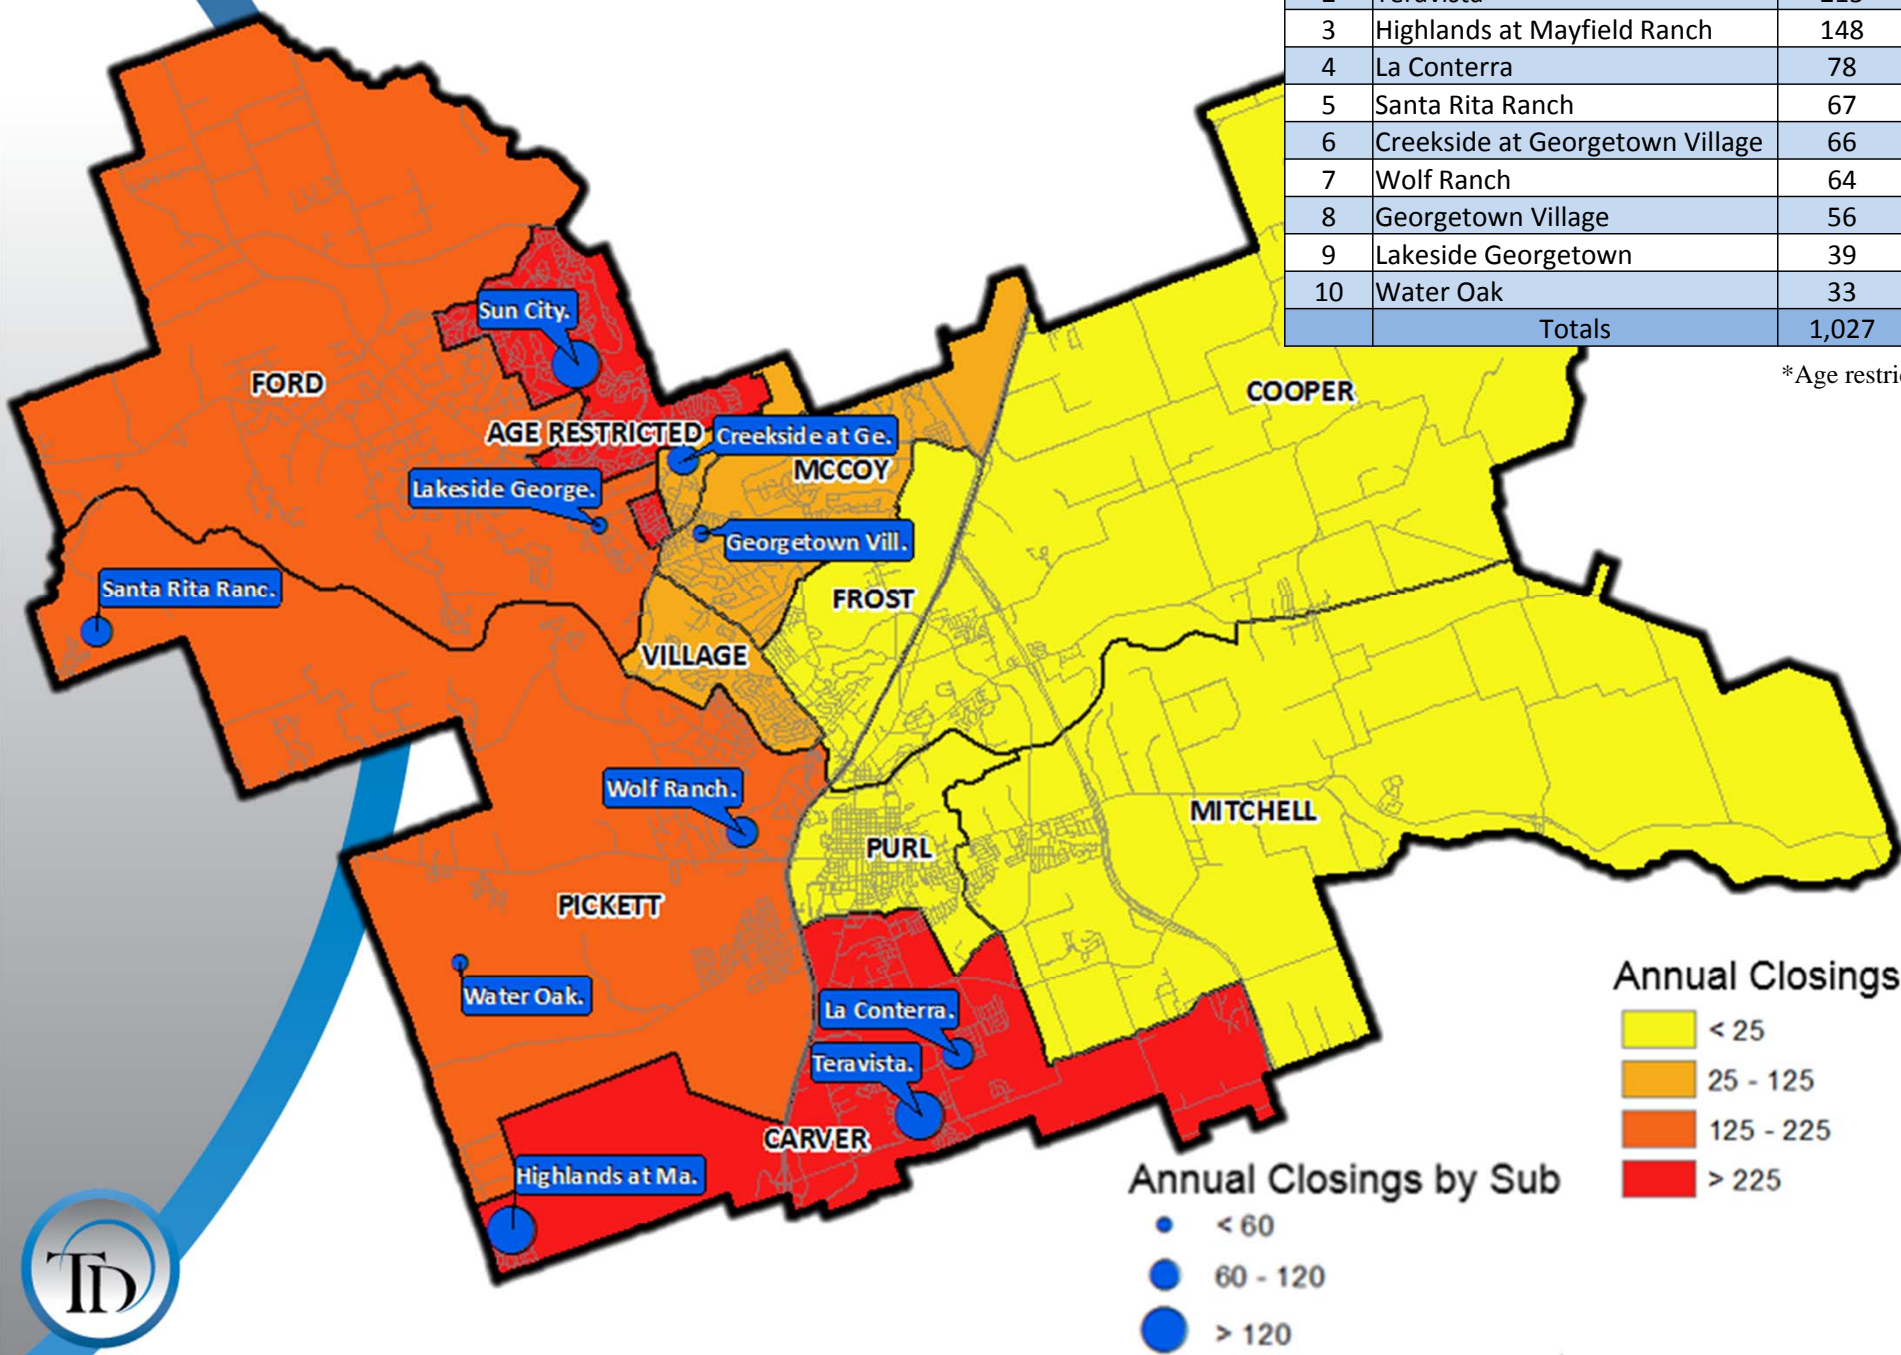 3 Highlands at Mayfield Ranch 148
4 La Conterra 78
5 Santa Rita Ranch 67
6 Creekside at Georgetown Village 66
7 Wolf Ranch 64
8 Georgetown Village 56
9 Lakeside Georgetown 39
10 Water Oak 33
Totals 1,027
*Age restric
Sun City.
FORD
COOPER
AGE RESTRICTED
Creekside at Ge.
MCCOY
Lakeside George.
Georgetown Vill.
Santa Rita Ranc.
FROST
VILLAGE
Wolf Ranch.
MITCHELL
PURL
PICKETT
Water Oak.
La Conterra.
Teravista.
CARVER
Highlands at Ma.
Annual Closings
< 25
25 - 125
125 - 225
> 225
Annual Closings by Sub
< 60
60 - 120
> 120
TD